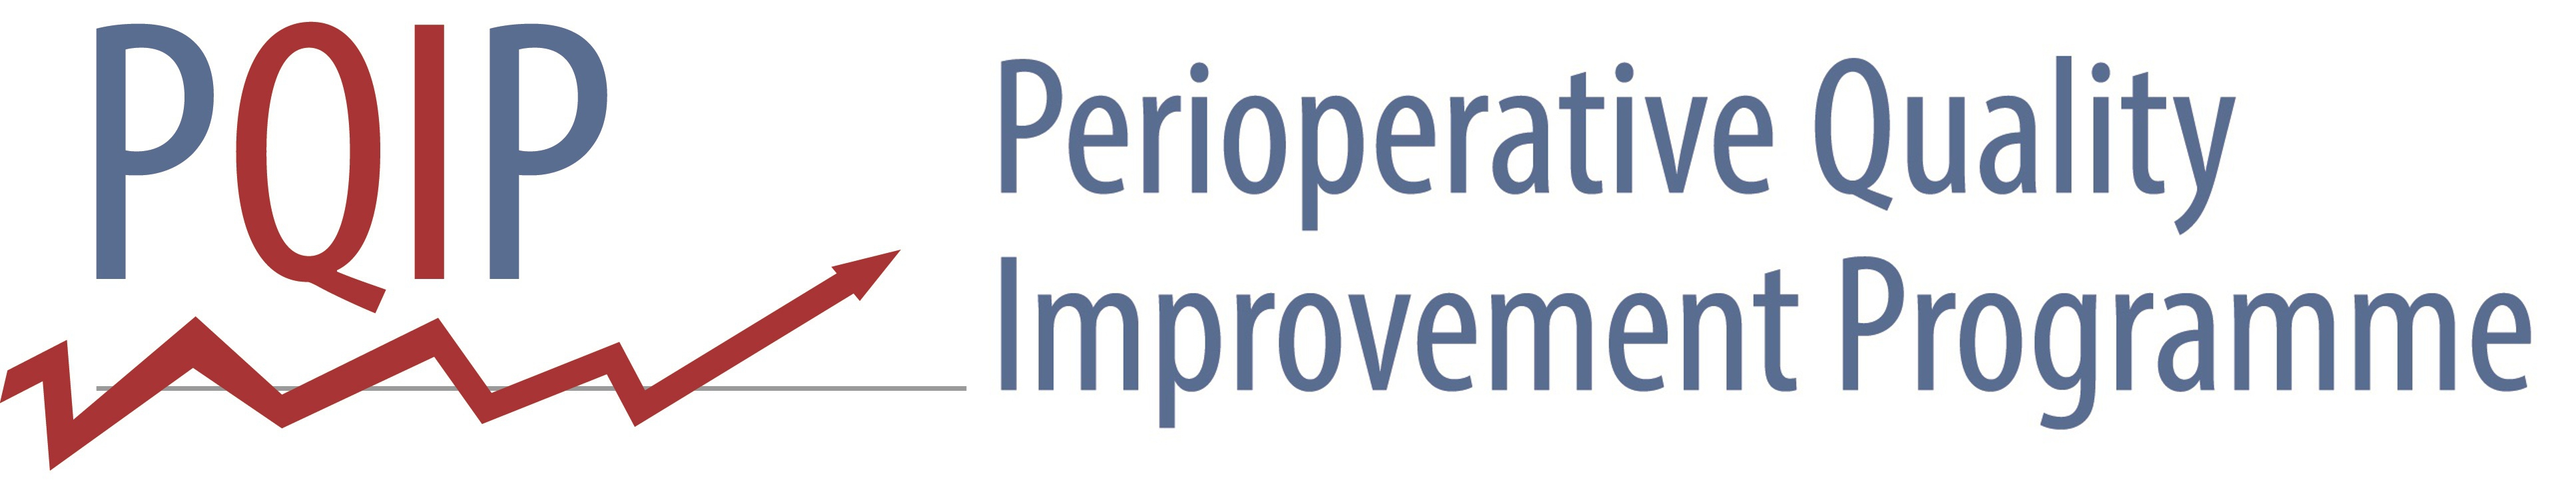 PQIP
Perioperative Quality
Improvement Programme